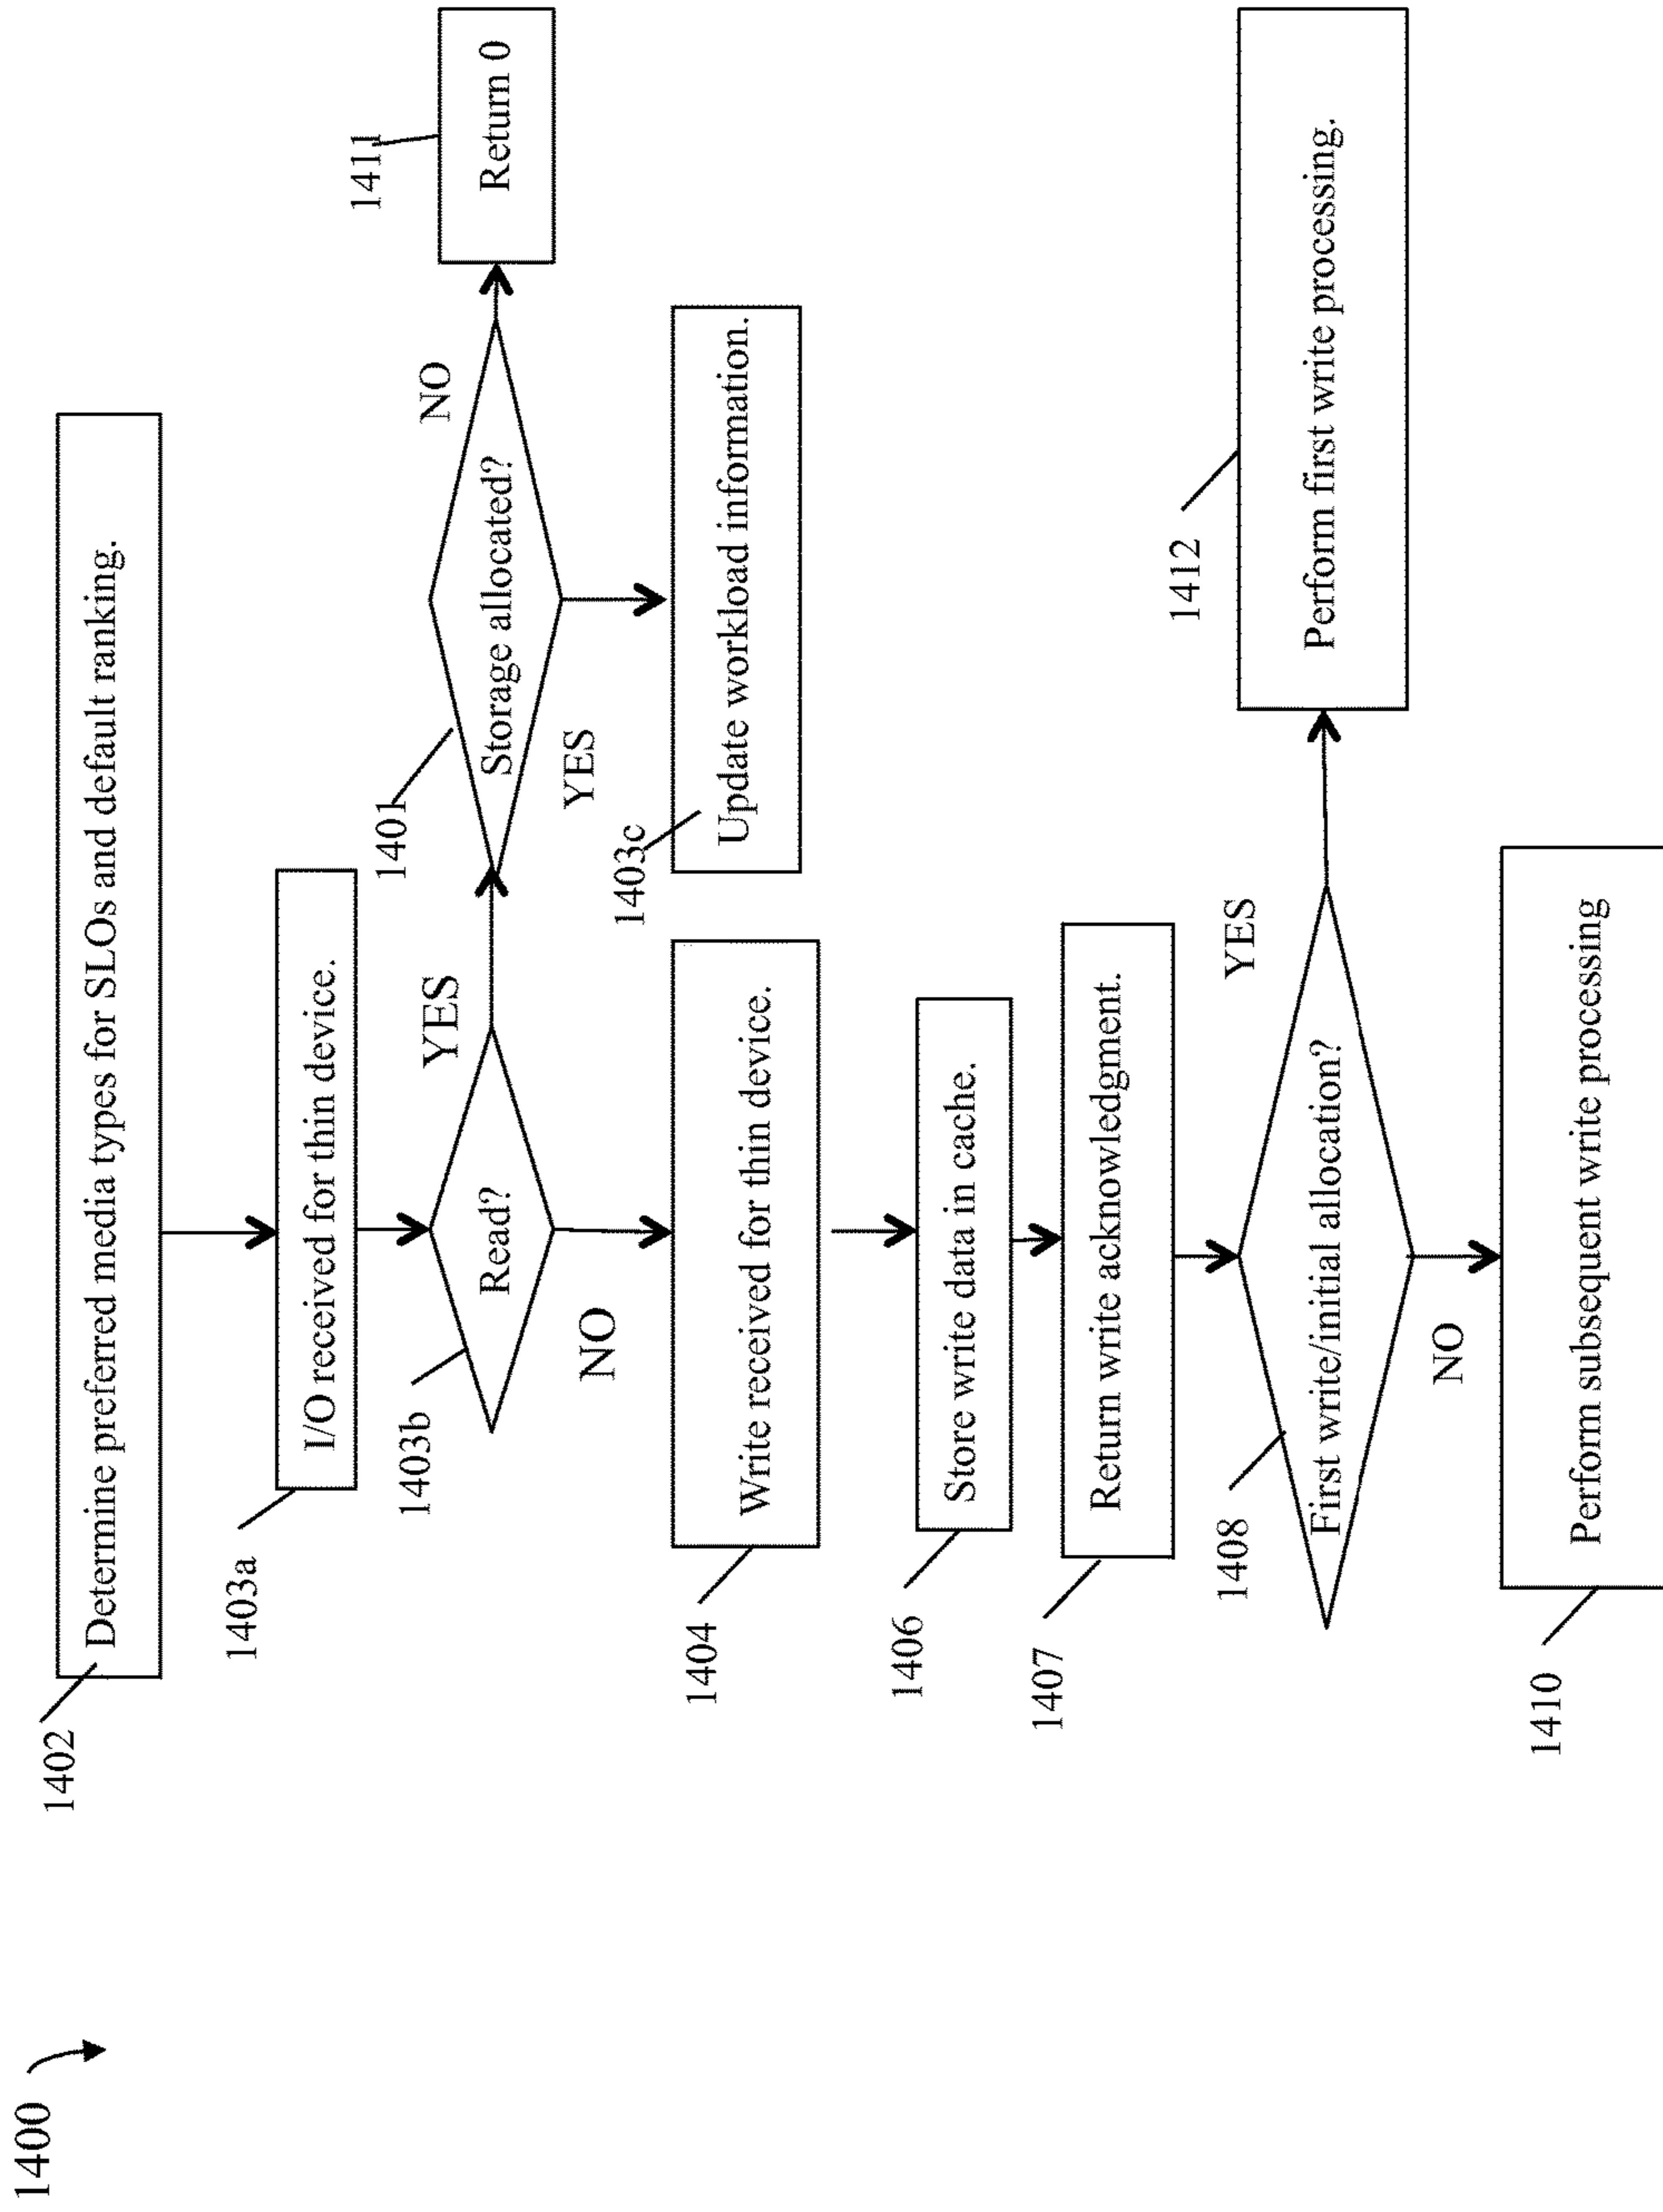 1400
1402
Determine preferred media types for SLOs and default ranking.
1403a
I/O received for thin device.
1403b
Read?
YES
NO
1401
Storage allocated?
NO
YES
1411
Return 0
1403c
Update workload information.
1404
Write received for thin device.
1406
Store write data in cache.
1407
Return write acknowledgment.
1408
First write/initial allocation?
YES
NO
1412
Perform first write processing.
1410
Perform subsequent write processing